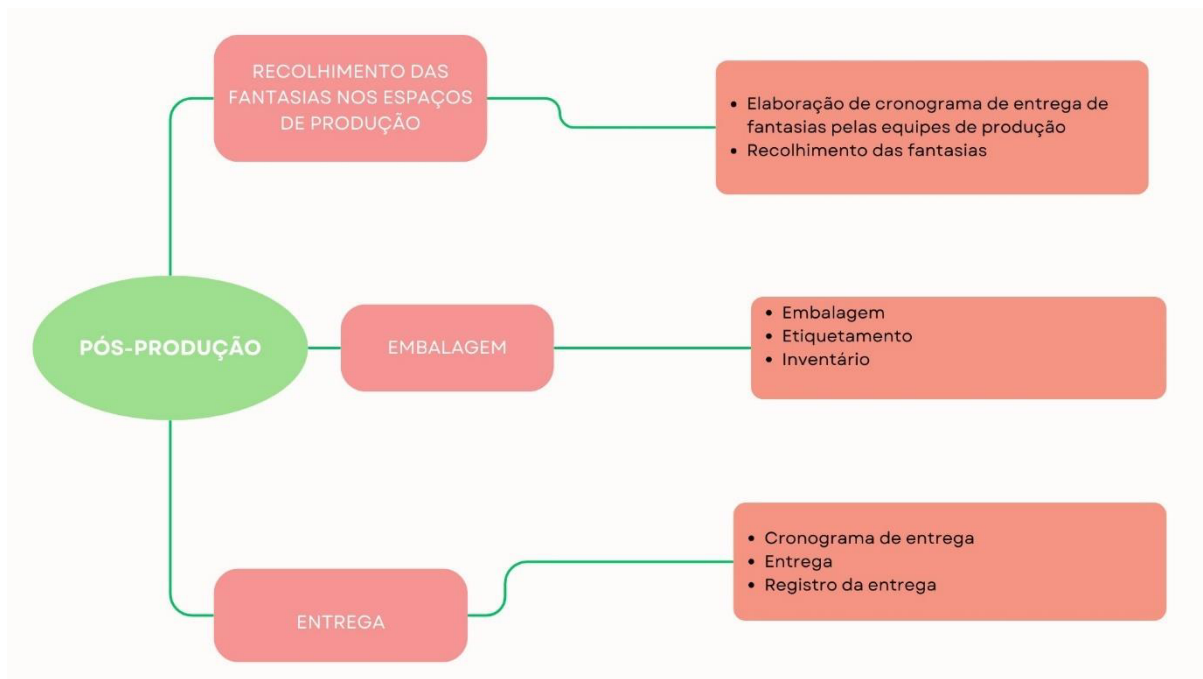 RECOLHIMENTO DAS
FANTASIAS NOS ESPAÇOS
DE PRODUÇÃO
• Elaboração de cronograma de entrega de
fantasias pelas equipes de produção
• Recolhimento das fantasias
PÓS-PRODUÇÃO
EMBALAGEM
• Embalagem
• Etiquetamento
• Inventário
ENTREGA
• Cronograma de entrega
• Entrega
• Registro da entrega